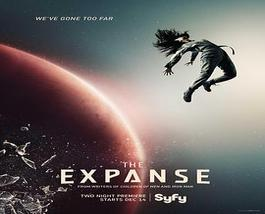 WE'VE GONE TOO FAR
THE
EXPANSE
FROM WRITERS OF CHILDREN OF MEN AND IRON MAN
TWO NIGHT PREMIERE
STARTS DEC 14
Syfy